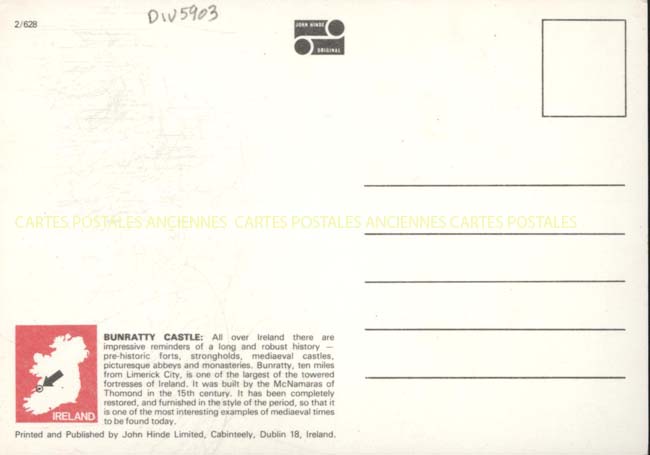 DIV5903
2/628
JOHN HINDE
ORIGINAL
CARTES POSTALES ANCIENNES CARTES POSTALES ANCIENNES CARTES POSTALES
BUNRATTY CASTLE: All over Ireland there are
impressive reminders of a long and robust history —
pre-historic forts, strongholds, mediaeval castles,
picturesque abbeys and monasteries. Bunratty, ten miles
from Limerick City, is one of the largest of the towered
fortresses of Ireland. It was built by the McNamaras of
Thomond in the 15th century. It has been completely
restored, and furnished in the style of the period, so that it
is one of the most interesting examples of mediaeval times
to be found today.
IRELAND
Printed and Published by John Hinde Limited, Cabinteely, Dublin 18, Ireland.